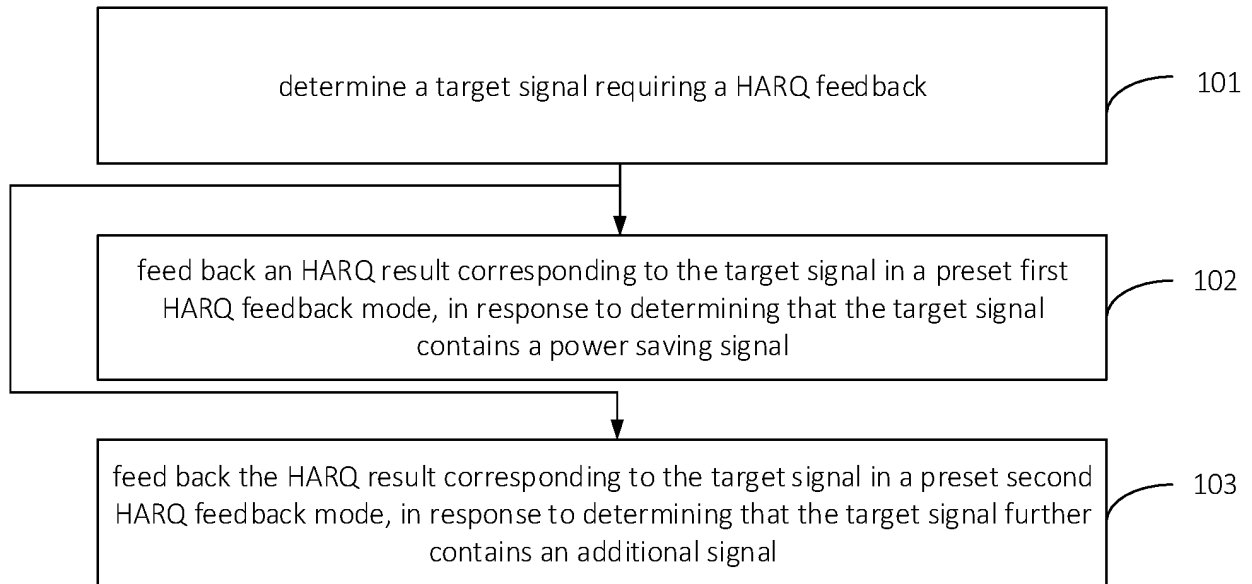 determine a target signal requiring a HARQ feedback
101
feed back an HARQ result corresponding to the target signal in a preset first
HARQ feedback mode, in response to determining that the target signal
contains a power saving signal
102
feed back the HARQ result corresponding to the target signal in a preset second
HARQ feedback mode, in response to determining that the target signal further
contains an additional signal
103